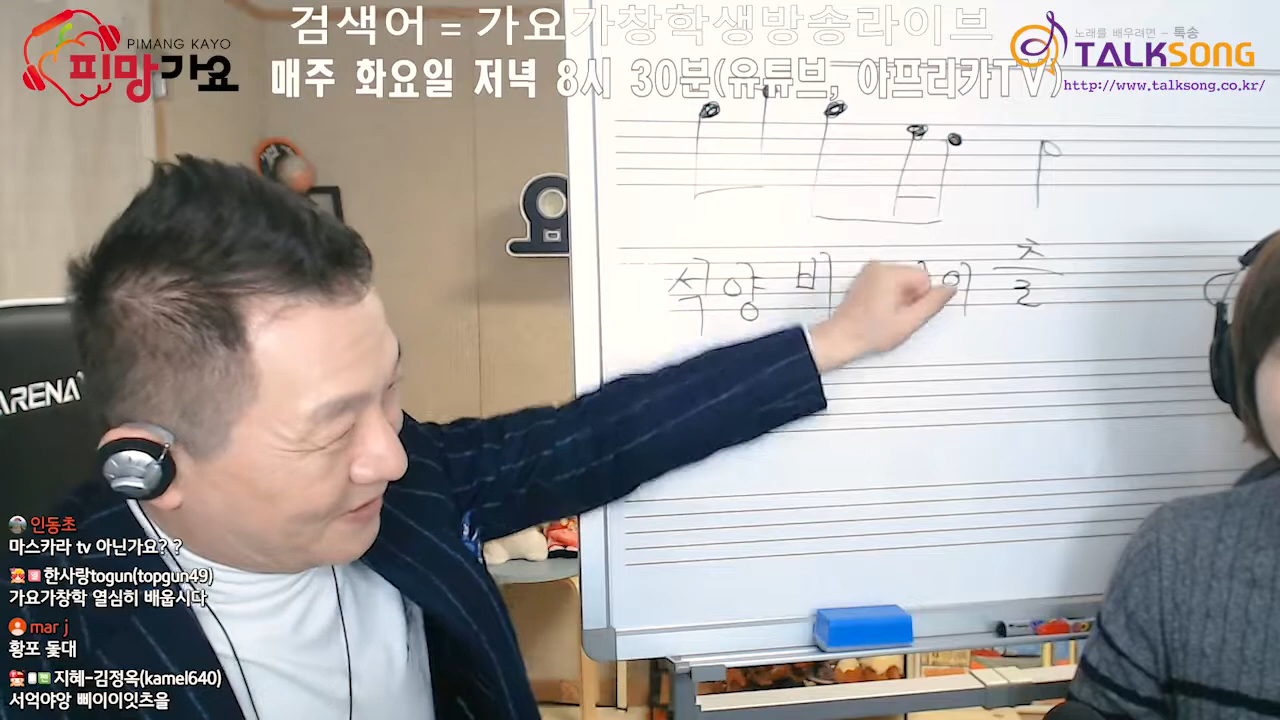 검색어 = 가요가창학생방송라이브
매주 화요일 저녁 8시 30분(유튜브, 아프리카TV)
PIMANG KAYO
피망가요
노래를 배우려면 - 톡송
TALKSONG
http://www.talksong.co.kr/
석 양 비 이 츨
ARENA
인동초
마스카라 tv 아닌가요? ?
한사랑togun(topgun49)
가요가창학 열심히 배웁시다
mar j
황포 돛대
지혜-김정옥(kamel640)
서억야앙 삐이이잇츠을